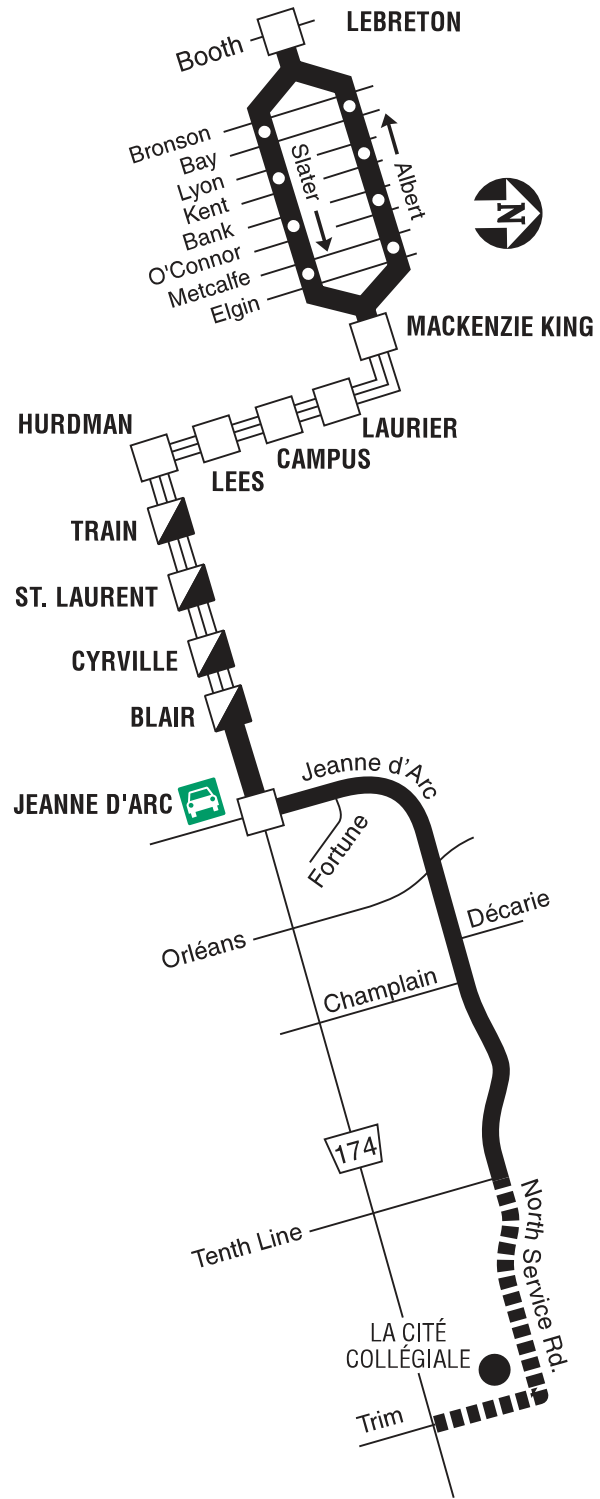 LEBRETON
Booth
Bronson
Bay
Lyon
Kent
Bank
O'Connor
Metcalfe
Elgin
Slater
Albert
N
MACKENZIE KING
HURDMAN
LAURIER
CAMPUS
LEES
TRAIN
ST. LAURENT
CYRVILLE
BLAIR
JEANNE D'ARC
Jeanne d'Arc
Fortune
Orléans
Décarie
Champlain
174
Tenth Line
North Service Rd.
LA CITÉ
COLLÉGIALE
Trim